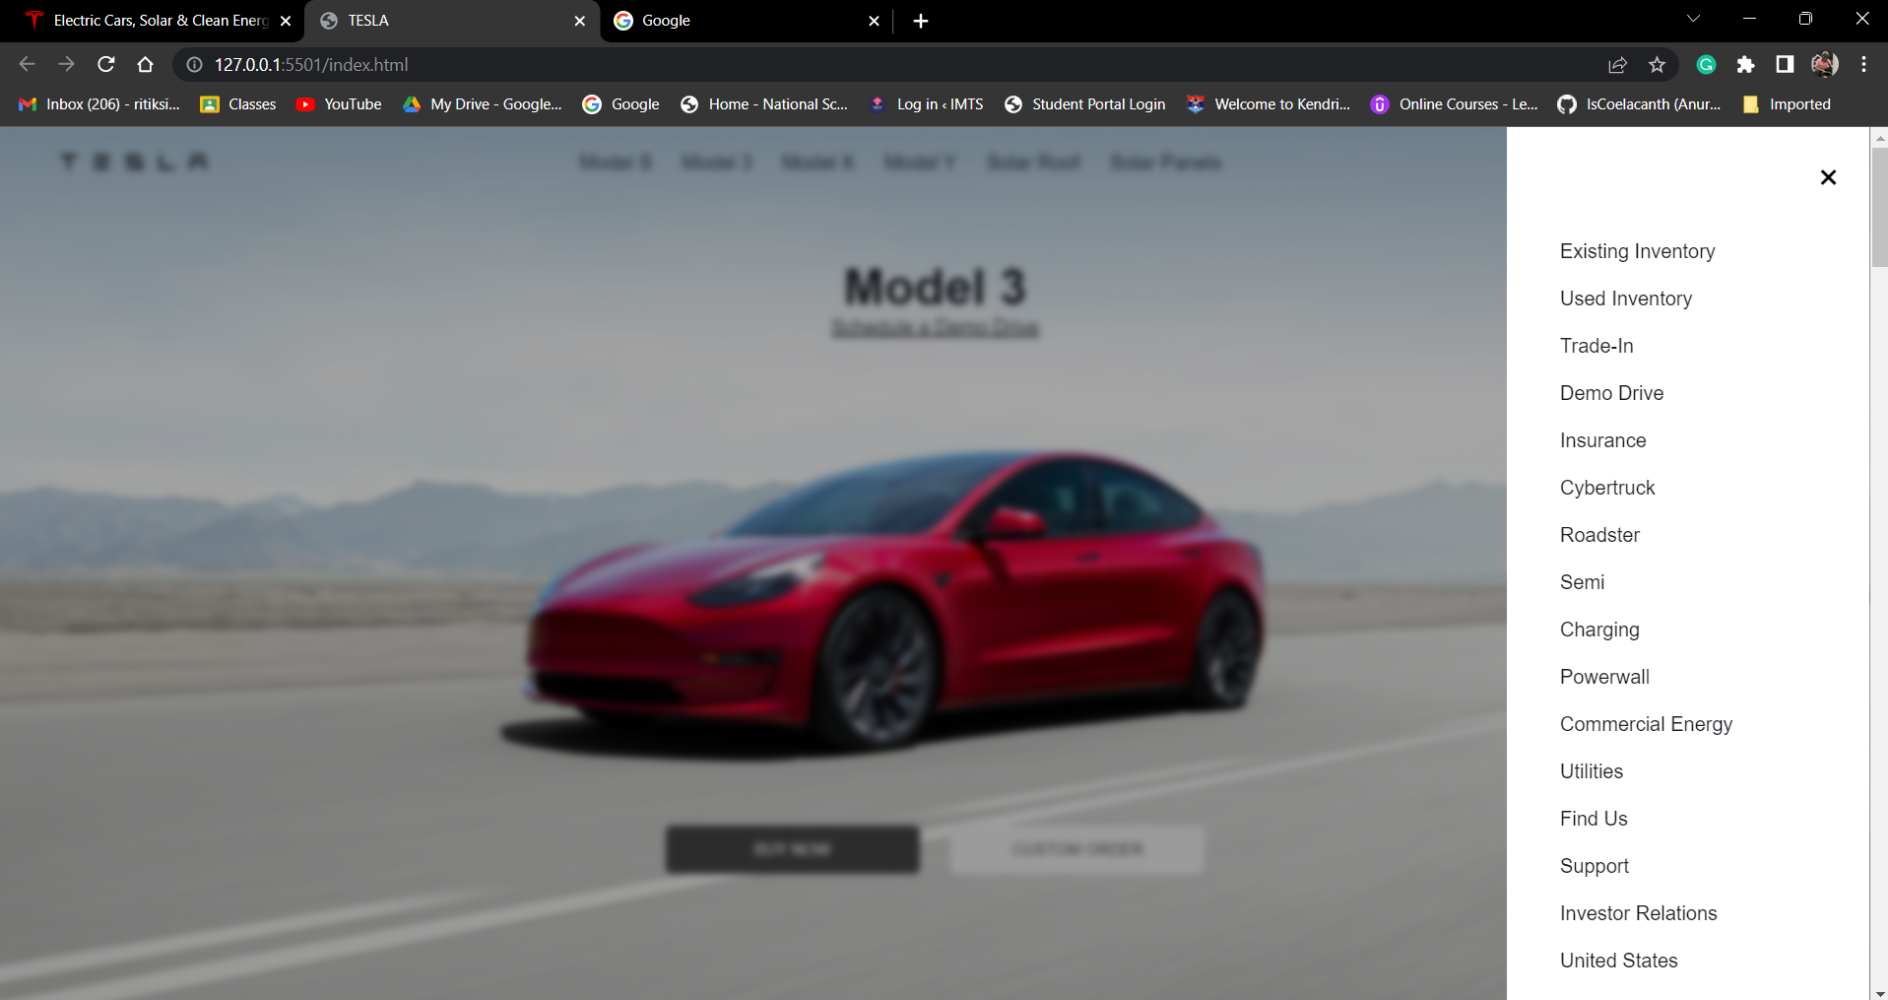 Electric Cars, Solar & Clean Energ
TESLA
Google
127.0.0.1:5501/index.html
Inbox (206) - ritiksi...
Classes
YouTube
My Drive - Google...
Google
Home - National Sc...
Log in ‹ IMTS
Student Portal Login
Welcome to Kendri...
Online Courses - Le...
IsCoelacanth (Anur...
Imported
TESLA
Model S
Model 3
Model X
Model Y
Solar Roof
Solar Panels
Model 3
Schedule a Demo Drive
BUY NOW
CUSTOM ORDER
Existing Inventory
Used Inventory
Trade-In
Demo Drive
Insurance
Cybertruck
Roadster
Semi
Charging
Powerwall
Commercial Energy
Utilities
Find Us
Support
Investor Relations
United States